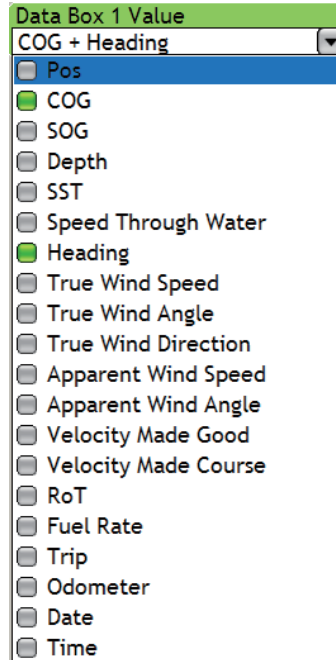 Data Box 1 Value
COG + Heading
Pos
COG
SOG
Depth
SST
Speed Through Water
Heading
True Wind Speed
True Wind Angle
True Wind Direction
Apparent Wind Speed
Apparent Wind Angle
Velocity Made Good
Velocity Made Course
RoT
Fuel Rate
Trip
Odometer
Date
Time